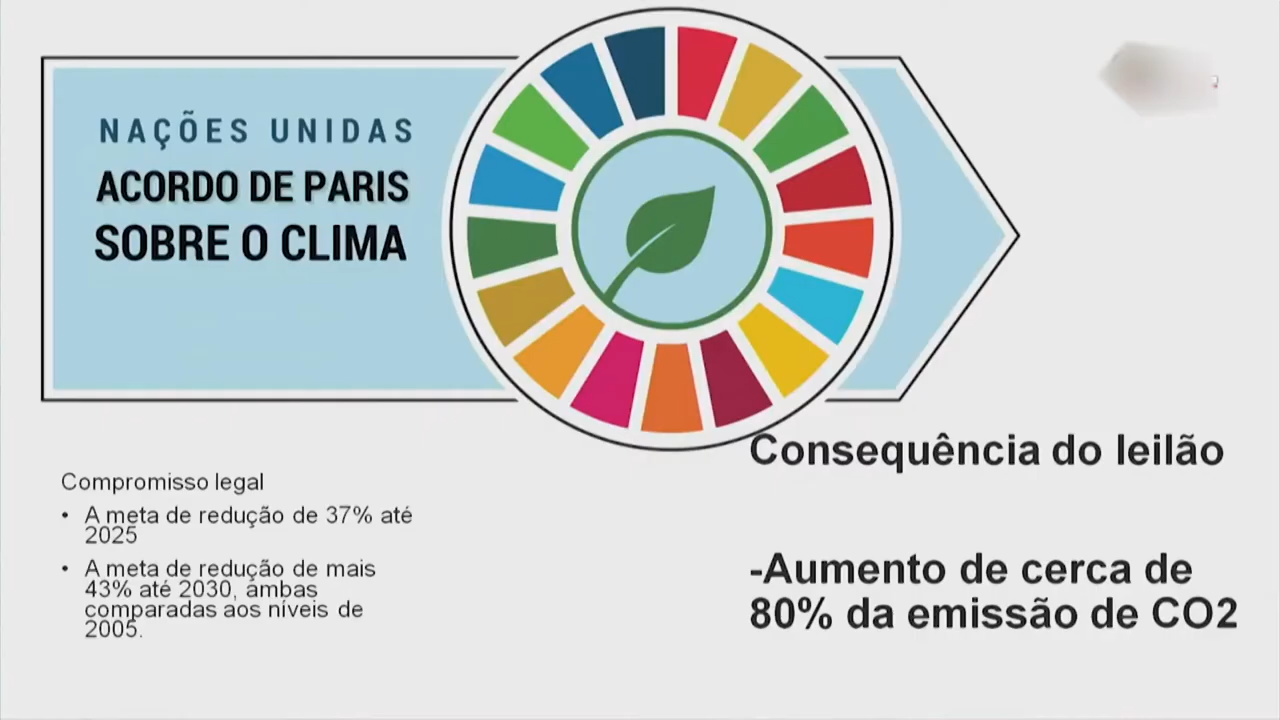 NAÇÕES UNIDAS
ACORDO DE PARIS
SOBRE O CLIMA
Compromisso legal
• A meta de redução de 37% até
2025
• A meta de redução de mais
43% até 2030, ambas
comparadas aos níveis de
2005.
Consequência do leilão
-Aumento de cerca de
80% da emissão de CO2